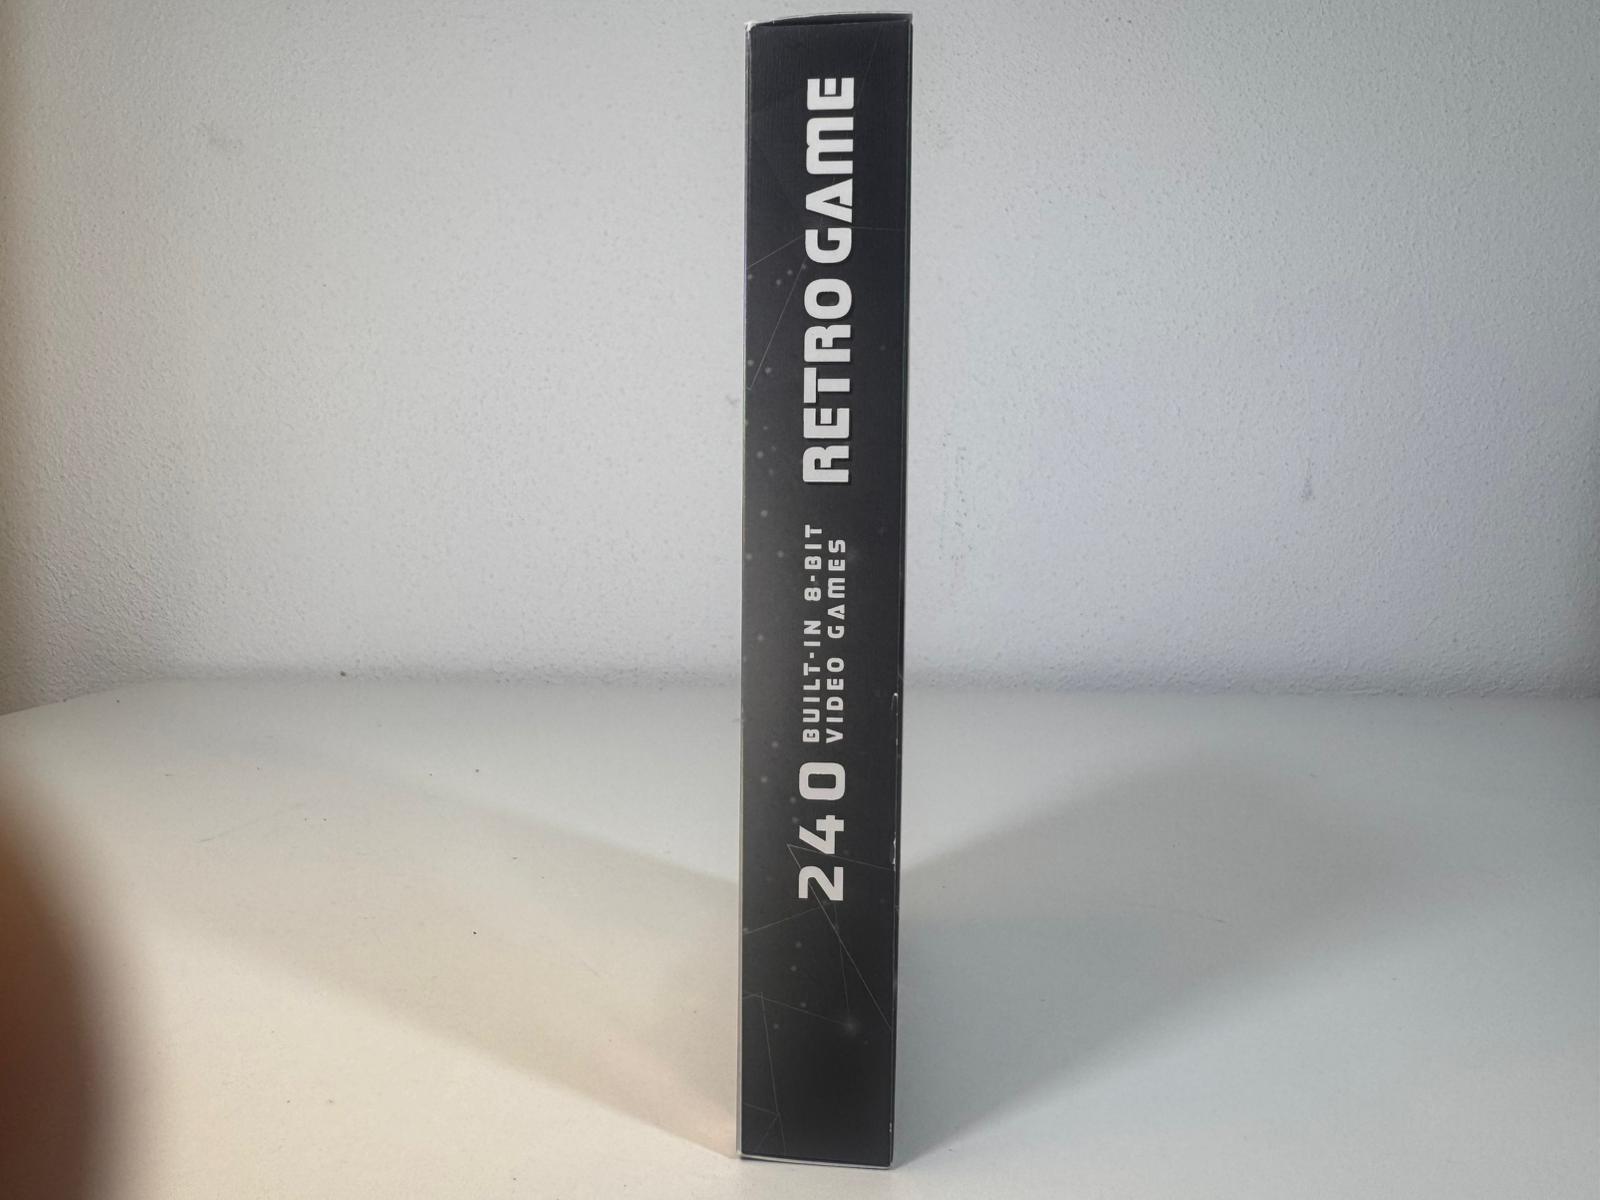 240
BUILT-IN 8-BIT
VIDEO GAMES
RETRO GAME